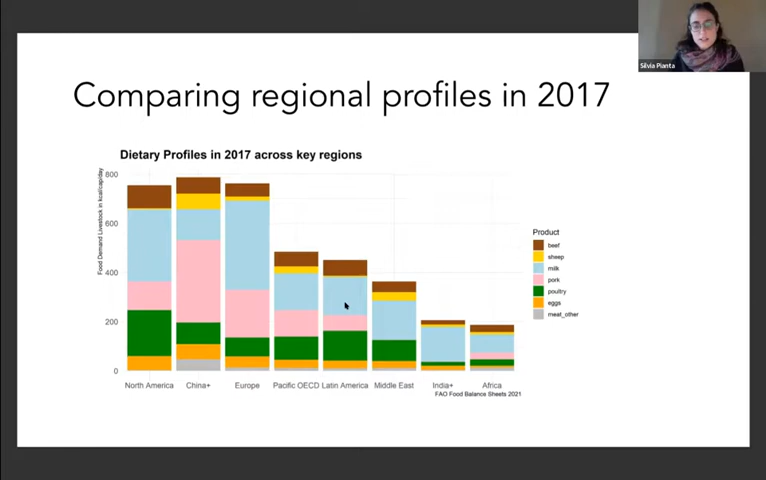 Silvia Pianta
Comparing regional profiles in 2017
Dietary Profiles in 2017 across key regions
Food Demand Livestock in kcal/cap/day
800
600
400
200
0
North America China+ Europe Pacific OECD Latin America Middle East India+ Africa
FAO Food Balance Sheets 2021
Product
beef
sheep
milk
pork
poultry
eggs
meat_other